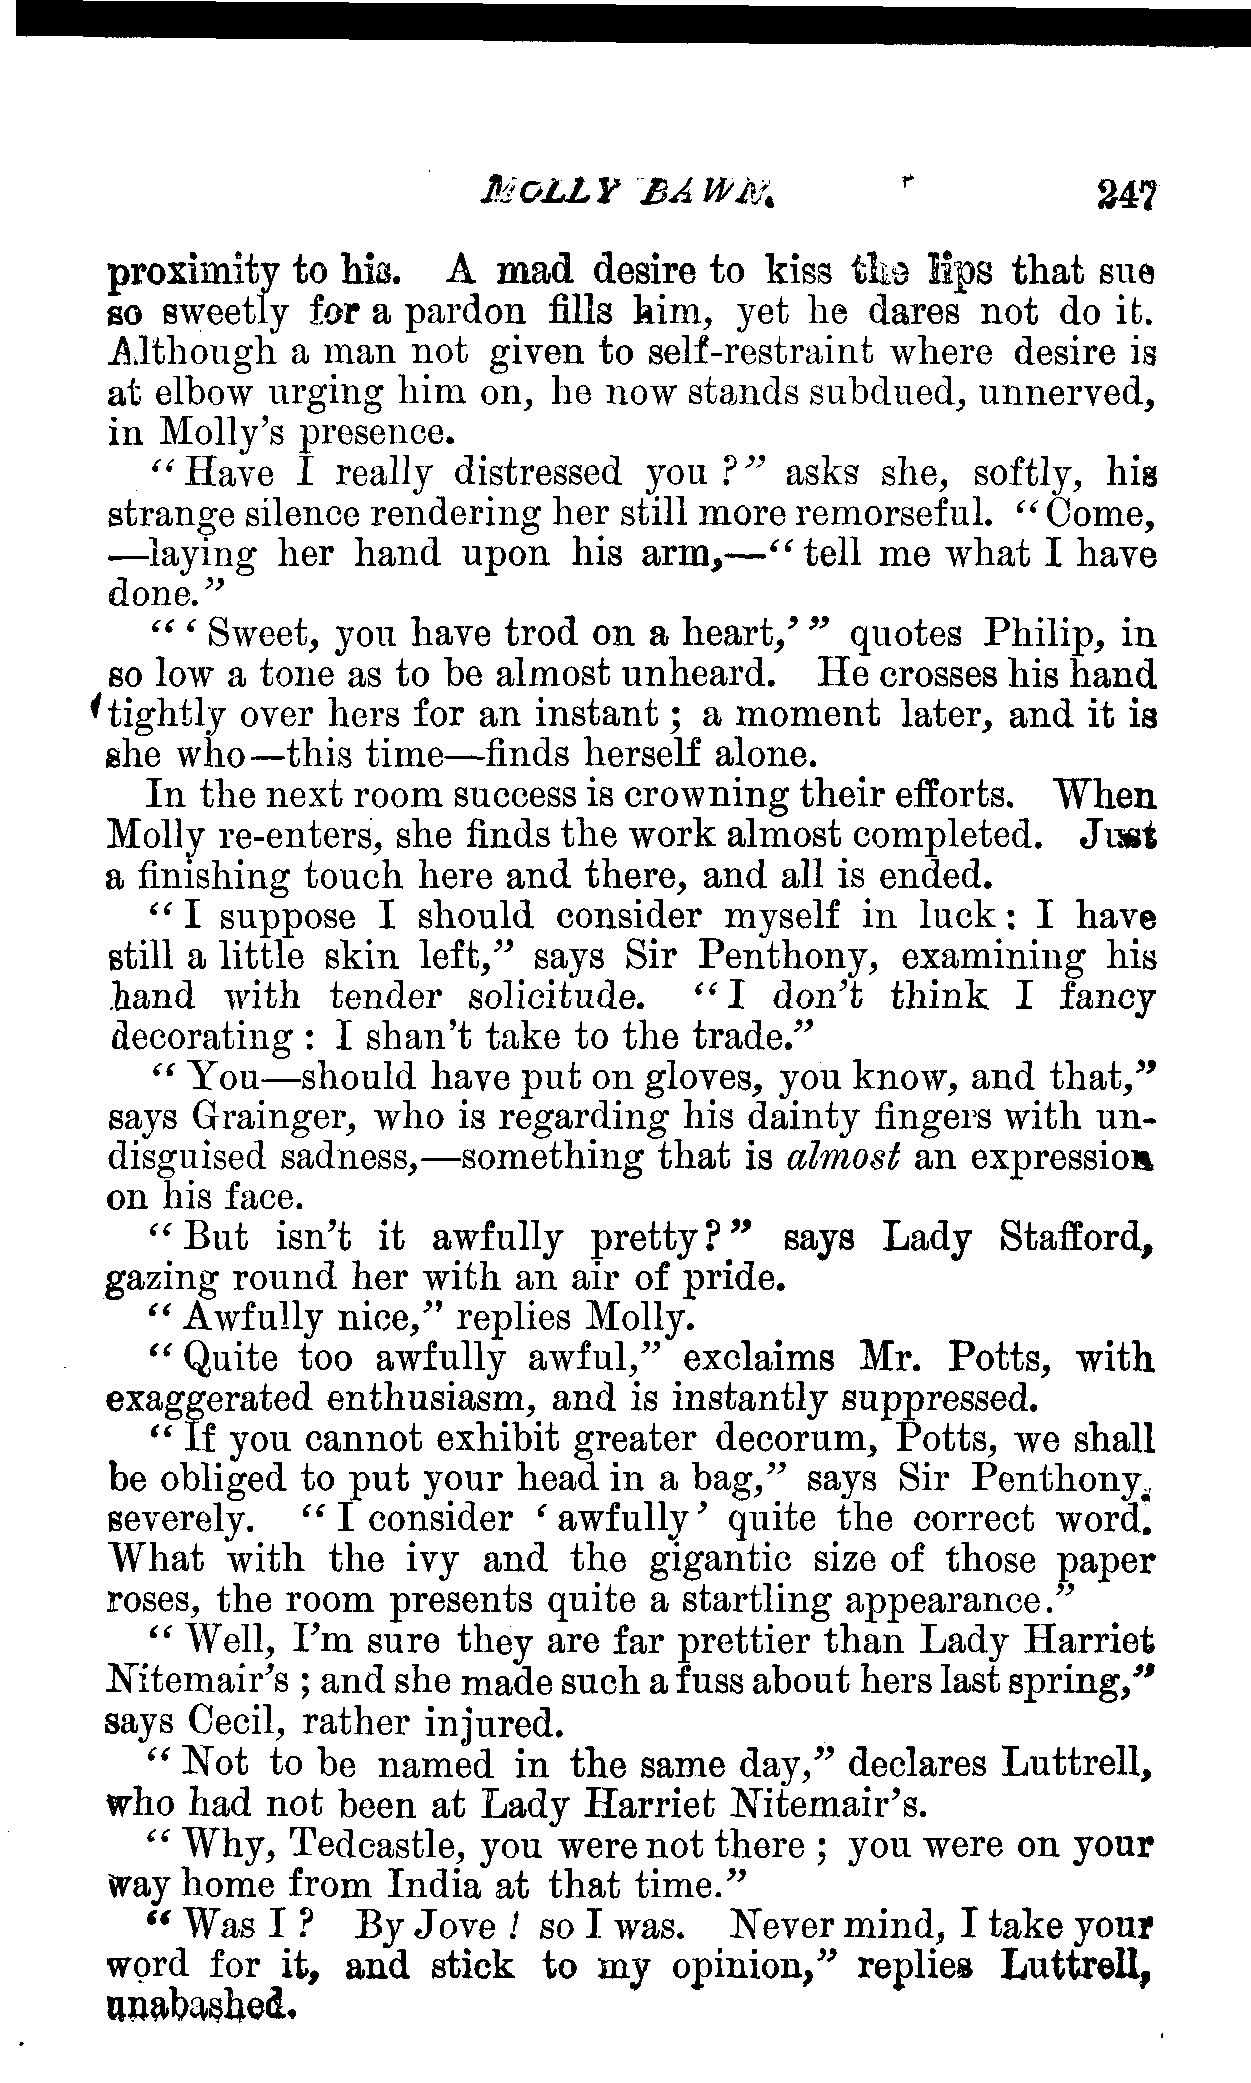 MOLLY BAWN. 247
proximity to his. A mad desire to kiss the lips that sue
so sweetly for a pardon fills him, yet he dares not do it.
Although a man not given to self-restraint where desire is
at elbow urging him on, he now stands subdued, unnerved,
in Molly's presence.
"Have I really distressed you?" asks she, softly, his
strange silence rendering her still more remorseful. "Come,
—laying her hand upon his arm,—"tell me what I have
done."
"'Sweet, you have trod on a heart,'" quotes Philip, in
so low a tone as to be almost unheard. He crosses his hand
tightly over hers for an instant; a moment later, and it is
she who—this time—finds herself alone.
In the next room success is crowning their efforts. When
Molly re-enters, she finds the work almost completed. Just
a finishing touch here and there, and all is ended.
"I suppose I should consider myself in luck: I have
still a little skin left," says Sir Penthony, examining his
hand with tender solicitude. "I don't think I fancy
decorating: I shan't take to the trade."
"You—should have put on gloves, you know, and that,"
says Grainger, who is regarding his dainty fingers with un-
disguised sadness,—something that is almost an expression
on his face.
"But isn't it awfully pretty?" says Lady Stafford,
gazing round her with an air of pride.
"Awfully nice," replies Molly.
"Quite too awfully awful," exclaims Mr. Potts, with
exaggerated enthusiasm, and is instantly suppressed.
"If you cannot exhibit greater decorum, Potts, we shall
be obliged to put your head in a bag," says Sir Penthony,
severely. "I consider 'awfully' quite the correct word.
What with the ivy and the gigantic size of those paper
roses, the room presents quite a startling appearance."
"Well, I'm sure they are far prettier than Lady Harriet
Nitemair's; and she made such a fuss about hers last spring,"
says Cecil, rather injured.
"Not to be named in the same day," declares Luttrell,
who had not been at Lady Harriet Nitemair's.
"Why, Tedcastle, you were not there; you were on your
way home from India at that time."
"Was I? By Jove! so I was. Never mind, I take your
word for it, and stick to my opinion," replies Luttrell,
unabashed.